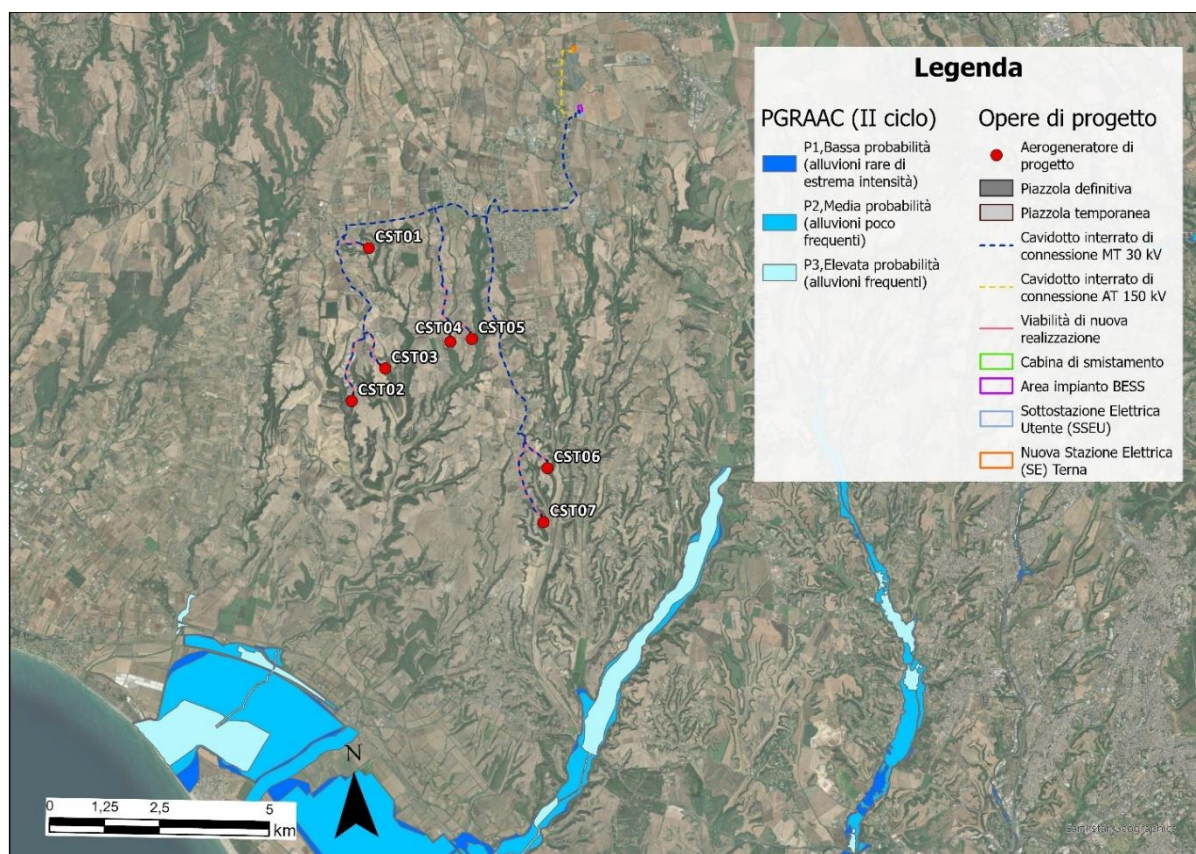 Legenda
PGRAAC (II ciclo)
P1,Bassa probabilità
(alluvioni rare di
estrema intensità)
P2,Media probabilità
(alluvioni poco
frequenti)
P3,Elevata probabilità
(alluvioni frequenti)
Opere di progetto
Aerogeneratore di
progetto
Piazzola definitiva
Piazzola temporanea
Cavidotto interrato di
connessione MT 30 kV
Cavidotto interrato di
connessione AT 150 kV
Viabilità di nuova
realizzazione
Cabina di smistamento
Area impianto BESS
Sottostazione Elettrica
Utente (SSEU)
Nuova Stazione Elettrica
(SE) Terna
CST01
CST04
CST05
CST03
CST02
CST06
CST07
N
0 1,25 2,5 5
km